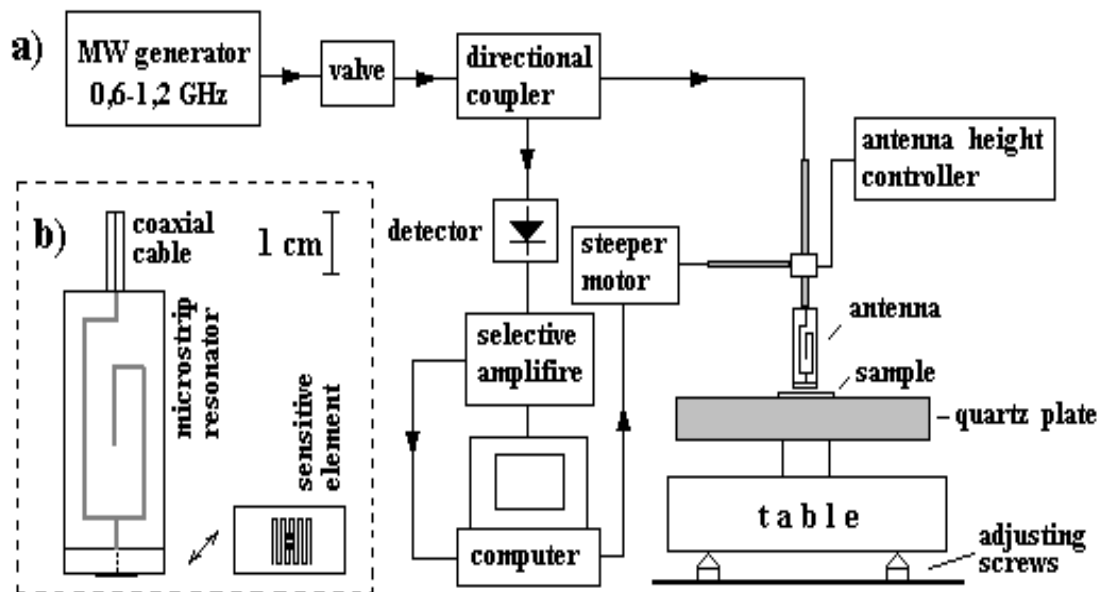 a)
MW generator
0,6-1,2 GHz
valve
directional
coupler
antenna height
controller
detector
steeper
motor
selective
amplifire
antenna
sample
quartz plate
table
computer
adjusting
screws
b)
coaxial
cable
1 cm
microstrip
resonator
sensitive
element